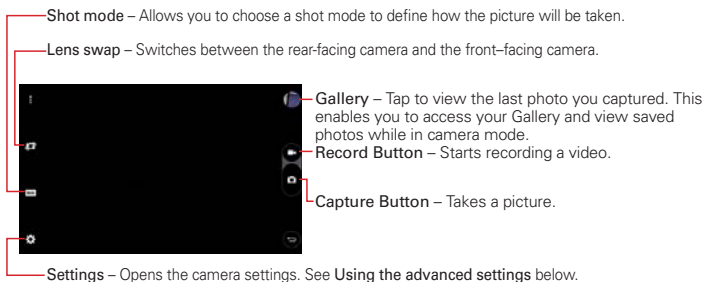 Shot mode – Allows you to choose a shot mode to define how the picture will be taken.
Lens swap – Switches between the rear-facing camera and the front–facing camera.
Gallery – Tap to view the last photo you captured. This
enables you to access your Gallery and view saved
photos while in camera mode.
Record Button – Starts recording a video.
Capture Button – Takes a picture.
Settings – Opens the camera settings. See Using the advanced settings below.